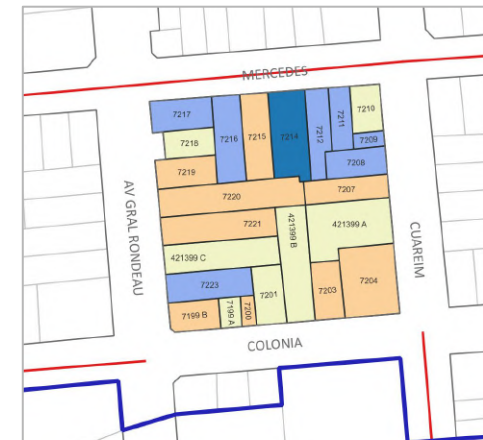 MERCEDES
7217
7216
7215
7214
7212
7211
7210
7218
7209
7208
7219
7220
7207
AV GRAL RONDEAU
7221
421399 B
421399 A
CUAREIM
421399 C
7223
7201
7203
7204
7199 B
7199 A
7200
COLONIA